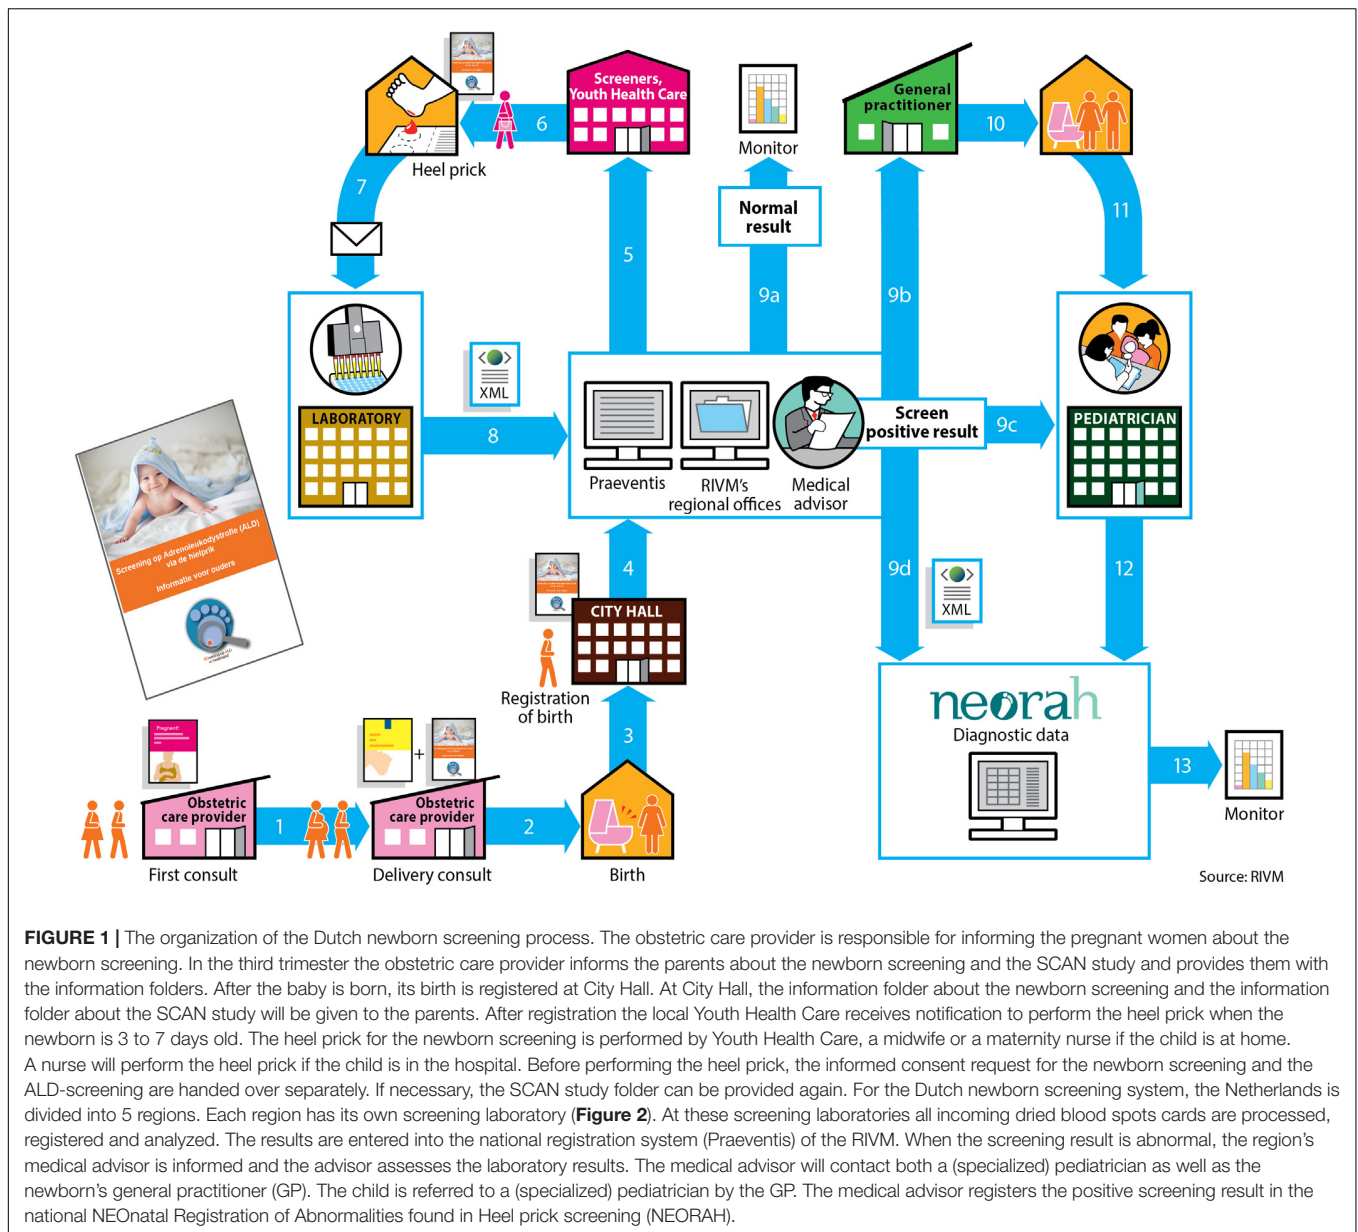 Screeners,
Youth Health Care
6
Heel prick
7
5
Monitor
Normal
result
9a
General
practitioner
10
9b
11
LABORATORY
XML
8
Praeventis
RIVM's
regional offices
Medical
advisor
Screen
positive result
9c
PEDIATRICIAN
Screening op Adrenoleukodystrofie (ALD)
via de hielprik
Informatie voor ouders
4
CITY HALL
Registration
of birth
3
9d
XML
12
neorah
Diagnostic data
13
Monitor
Pregnant!
Obstetric
care provider
First consult
1
+
Obstetric
care provider
Delivery consult
2
Birth
Source: RIVM
FIGURE 1 | The organization of the Dutch newborn screening process. The obstetric care provider is responsible for informing the pregnant women about the
newborn screening. In the third trimester the obstetric care provider informs the parents about the newborn screening and the SCAN study and provides them with
the information folders. After the baby is born, its birth is registered at City Hall. At City Hall, the information folder about the newborn screening and the information
folder about the SCAN study will be given to the parents. After registration the local Youth Health Care receives notification to perform the heel prick when the
newborn is 3 to 7 days old. The heel prick for the newborn screening is performed by Youth Health Care, a midwife or a maternity nurse if the child is at home.
A nurse will perform the heel prick if the child is in the hospital. Before performing the heel prick, the informed consent request for the newborn screening and the
ALD-screening are handed over separately. If necessary, the SCAN study folder can be provided again. For the Dutch newborn screening system, the Netherlands is
divided into 5 regions. Each region has its own screening laboratory (Figure 2). At these screening laboratories all incoming dried blood spots cards are processed,
registered and analyzed. The results are entered into the national registration system (Praeventis) of the RIVM. When the screening result is abnormal, the region's
medical advisor is informed and the advisor assesses the laboratory results. The medical advisor will contact both a (specialized) pediatrician as well as the
newborn's general practitioner (GP). The child is referred to a (specialized) pediatrician by the GP. The medical advisor registers the positive screening result in the
national NEOnatal Registration of Abnormalities found in Heel prick screening (NEORAH).